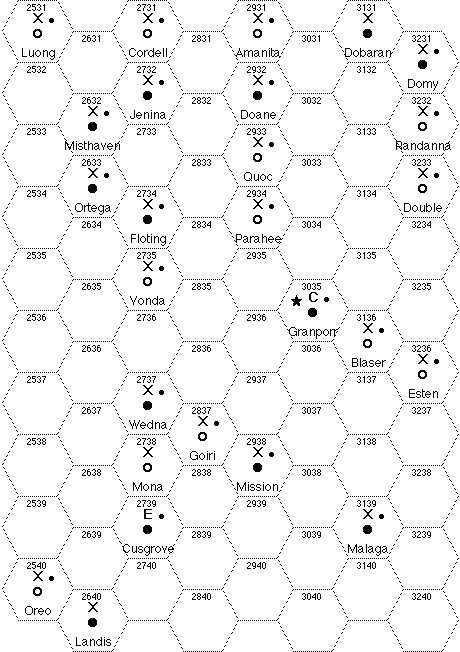 2531 2731 2931 3131
X X X X
2631 2831 3031 3231
Luong Cordell Amanita Dobaran X
2532 2732 2932 3132
X X Domy
2632 2832 3032 3232
X Jenina Doane X
2533 2733 2933 3133
Misthaven X Randanna
2633 2833 3033 3233
X Quoc X
2534 2734 2934 3134
Ortega X X Double
2634 2834 3034 3234
Floting Parahee
2535 2735 2935 3135
X
2635 2835 3035 3235
Yonda C
2536 2736 2936 3136
Granpori X
2636 2836 3036 3236
Blaser X
2537 2737 2937 3137
X Esten
2637 2837 3037 3237
Wedna X
2538 2738 2938 3138
X Goiri X
2638 2838 3038 3238
Mona Mission
2539 2739 2939 3139
E X
2639 2839 3039 3239
Cusgrove Malaga
2540 2740 2940 3140
X
2640 2840 3040 3240
Oreo X
Landis